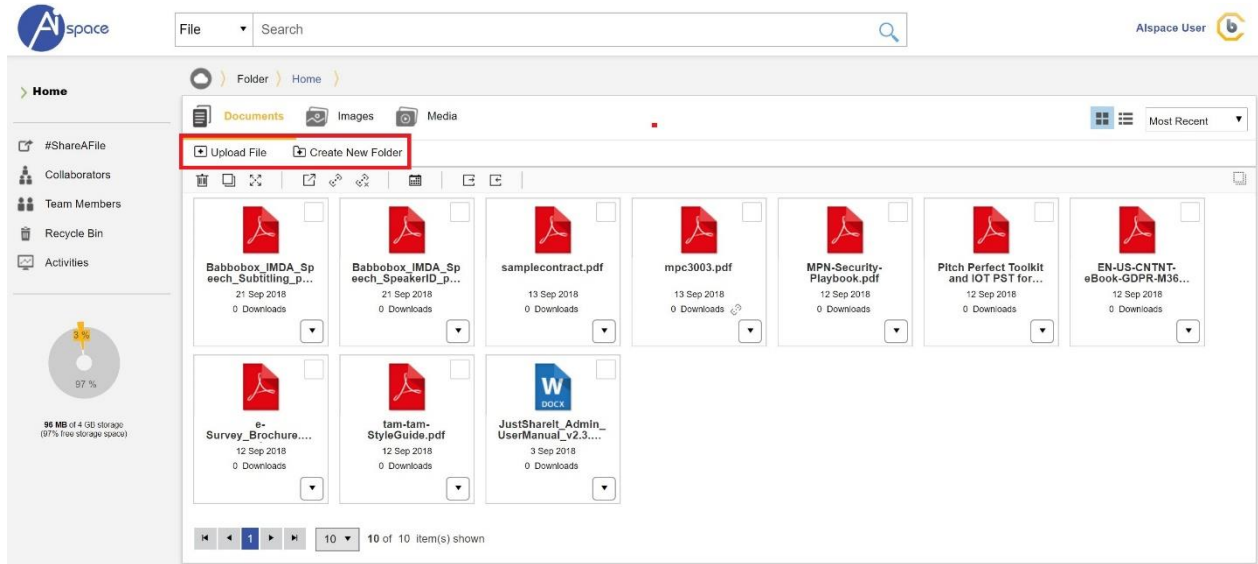 AIspace
File
Search
AIspace User
b
Home
Folder
Home
Documents
Images
Media
Most Recent
Upload File
Create New Folder
#ShareAFile
Collaborators
Team Members
Recycle Bin
Activities
3 %
97 %
96 MB of 4 GB storage
(97% free storage space)
Babbobox_IMDA_Sp
eech_Subtitling_p...
21 Sep 2018
0 Downloads
Babbobox_IMDA_Sp
eech_SpeakerID_p...
21 Sep 2018
0 Downloads
samplecontract.pdf
13 Sep 2018
0 Downloads
mpc3003.pdf
13 Sep 2018
0 Downloads
MPN-Security-
Playbook.pdf
12 Sep 2018
0 Downloads
Pitch Perfect Toolkit
and IOT PST for...
12 Sep 2018
0 Downloads
EN-US-CNTNT-
eBook-GDPR-M36...
12 Sep 2018
0 Downloads
e-
Survey_Brochure....
12 Sep 2018
0 Downloads
tam-tam-
StyleGuide.pdf
12 Sep 2018
0 Downloads
W
DOCX
JustShareIt_Admin_
UserManual_v2.3....
3 Sep 2018
0 Downloads
1
10
10 of 10 item(s) shown